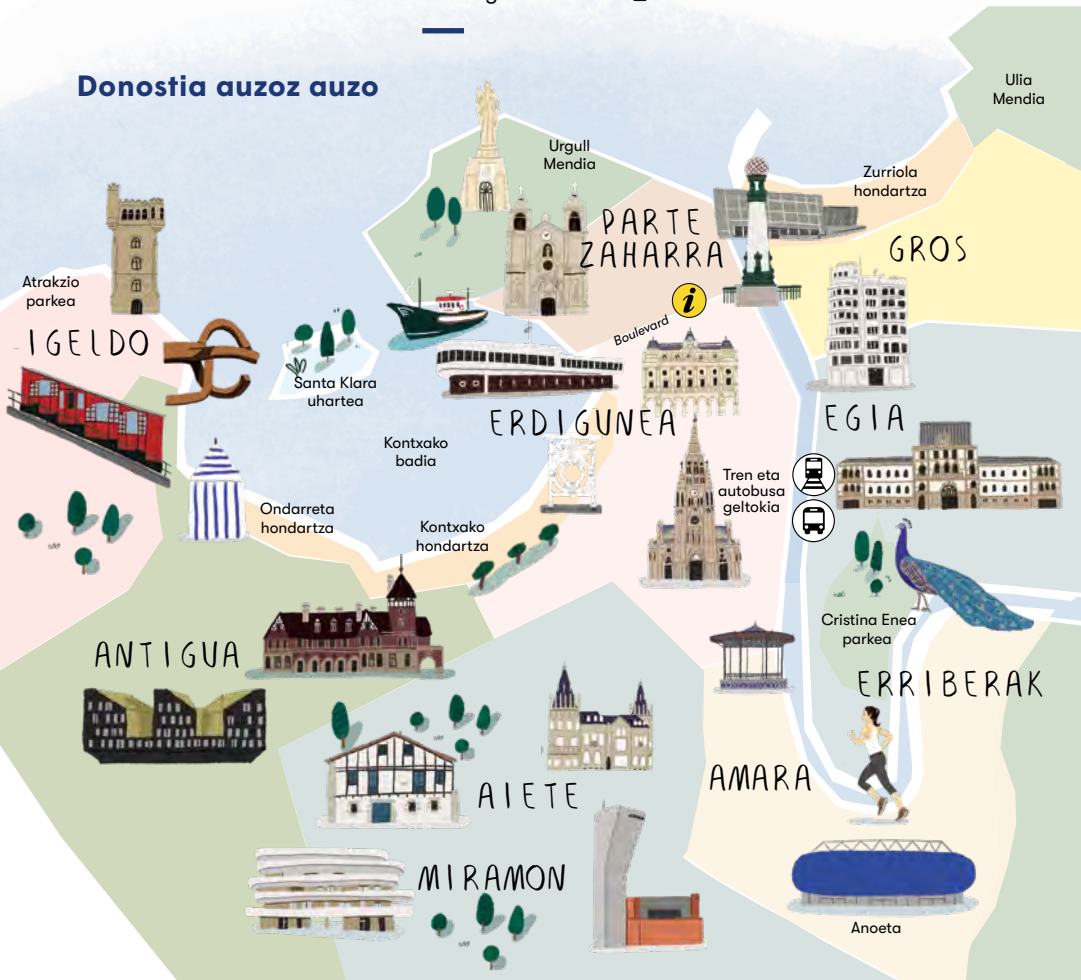 Donostia auzoz auzo
Ulia
Mendia
Urgull
Mendia
Zurriola
hondartza
PARTE
ZAHARRA
GROS
Atrakzio
parkea
i
Boulevard
IGELDO
Santa Klara
uhartea
ERDIGUNEA
EGIA
Kontxako
badia
Tren eta
autobusa
geltokia
Ondarreta
hondartza
Kontxako
hondartza
Cristina Enea
parkea
ANTIGUA
ERRIBERAK
AMARA
AIETE
MIRAMON
Anoeta